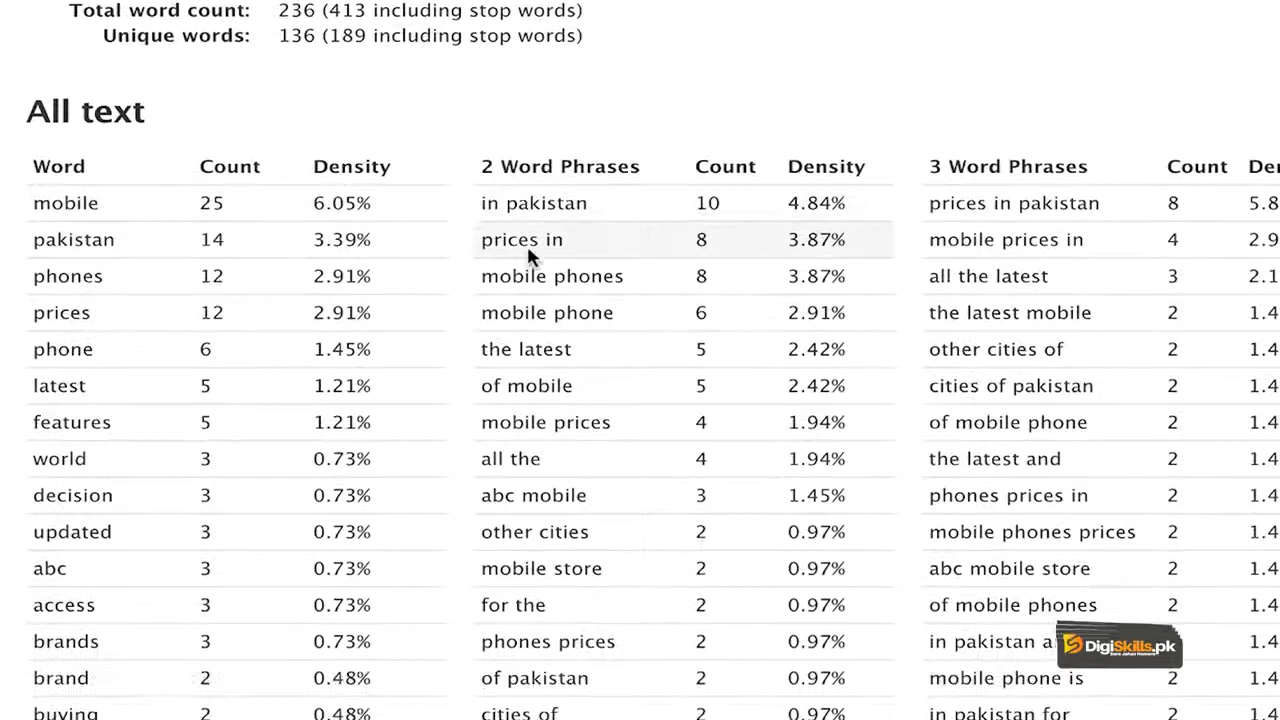 Total word count: 236 (413 including stop words)
Unique words: 136 (189 including stop words)
All text
Word Count Density 2 Word Phrases Count Density 3 Word Phrases Count De
mobile 25 6.05% in pakistan 10 4.84% prices in pakistan 8 5.8
pakistan 14 3.39% prices in 8 3.87% mobile prices in 4 2.9
phones 12 2.91% mobile phones 8 3.87% all the latest 3 2.1
prices 12 2.91% mobile phone 6 2.91% the latest mobile 2 1.4
phone 6 1.45% the latest 5 2.42% other cities of 2 1.4
latest 5 1.21% of mobile 5 2.42% cities of pakistan 2 1.4
features 5 1.21% mobile prices 4 1.94% of mobile phone 2 1.4
world 3 0.73% all the 4 1.94% the latest and 2 1.4
decision 3 0.73% abc mobile 3 1.45% phones prices in 2 1.4
updated 3 0.73% other cities 2 0.97% mobile phones prices 2 1.4
abc 3 0.73% mobile store 2 0.97% abc mobile store 2 1.4
access 3 0.73% for the 2 0.97% of mobile phones 2 1.4
brands 3 0.73% phones prices 2 0.97% in pakistan a
DigiSkills.pk
brand 2 0.48% of pakistan 2 0.97% mobile phone is 2 1.4
buying 2 0.48% cities of 2 0.97% in pakistan for 2 1.4